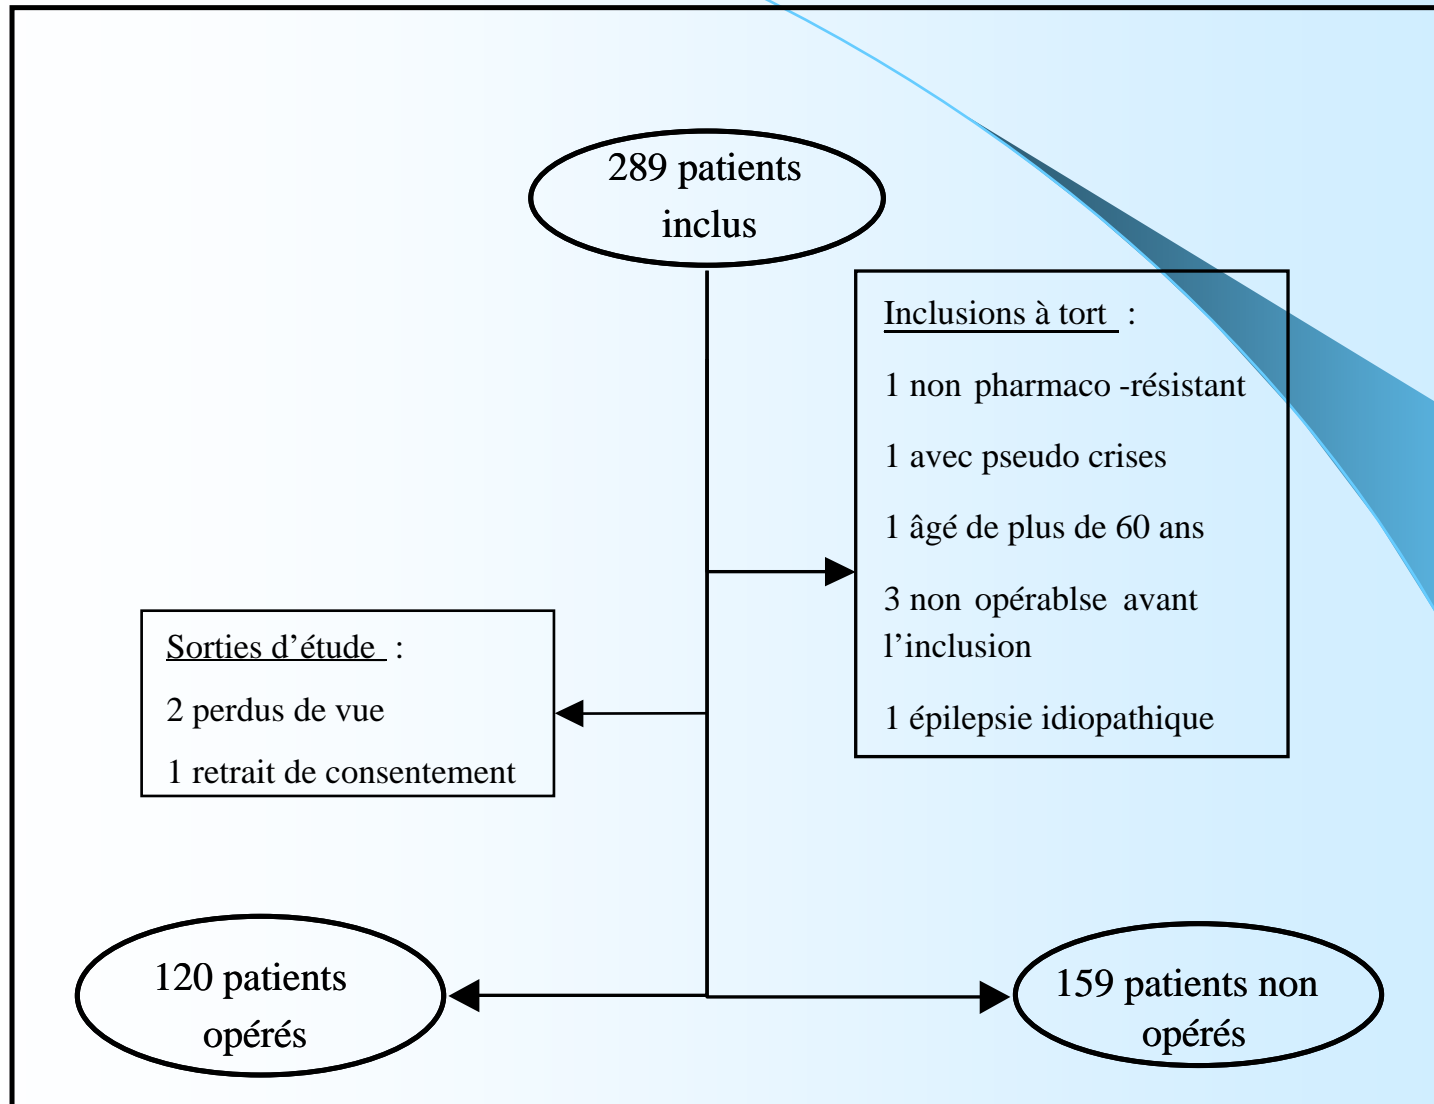 289 patients
inclus
Inclusions à tort :
1 non pharmaco -résistant
1 avec pseudo crises
1 âgé de plus de 60 ans
3 non opérablse avant
l’inclusion
1 épilepsie idiopathique
Sorties d’étude :
2 perdus de vue
1 retrait de consentement
120 patients
opérés
159 patients non
opérés